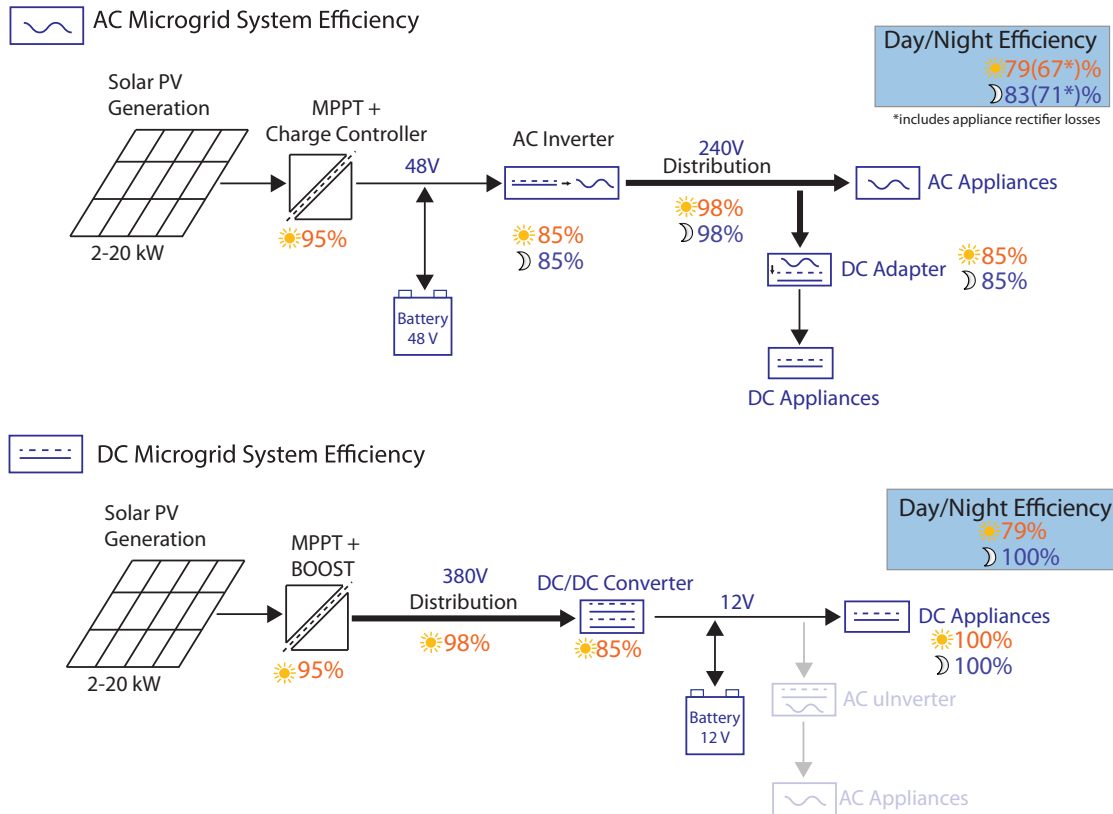 AC Microgrid System Efficiency
Day/Night Efficiency
79(67*)%
83(71*)%
*includes appliance rectifier losses
Solar PV
Generation
MPPT +
Charge Controller
48V
AC Inverter
240V
Distribution
AC Appliances
95%
85%
85%
98%
98%
2-20 kW
DC Adapter
85%
85%
Battery
48 V
DC Appliances
DC Microgrid System Efficiency
Day/Night Efficiency
79%
100%
Solar PV
Generation
MPPT +
BOOST
380V
Distribution
DC/DC Converter
12V
DC Appliances
95%
98%
85%
100%
100%
2-20 kW
Battery
12 V
AC uInverter
AC Appliances